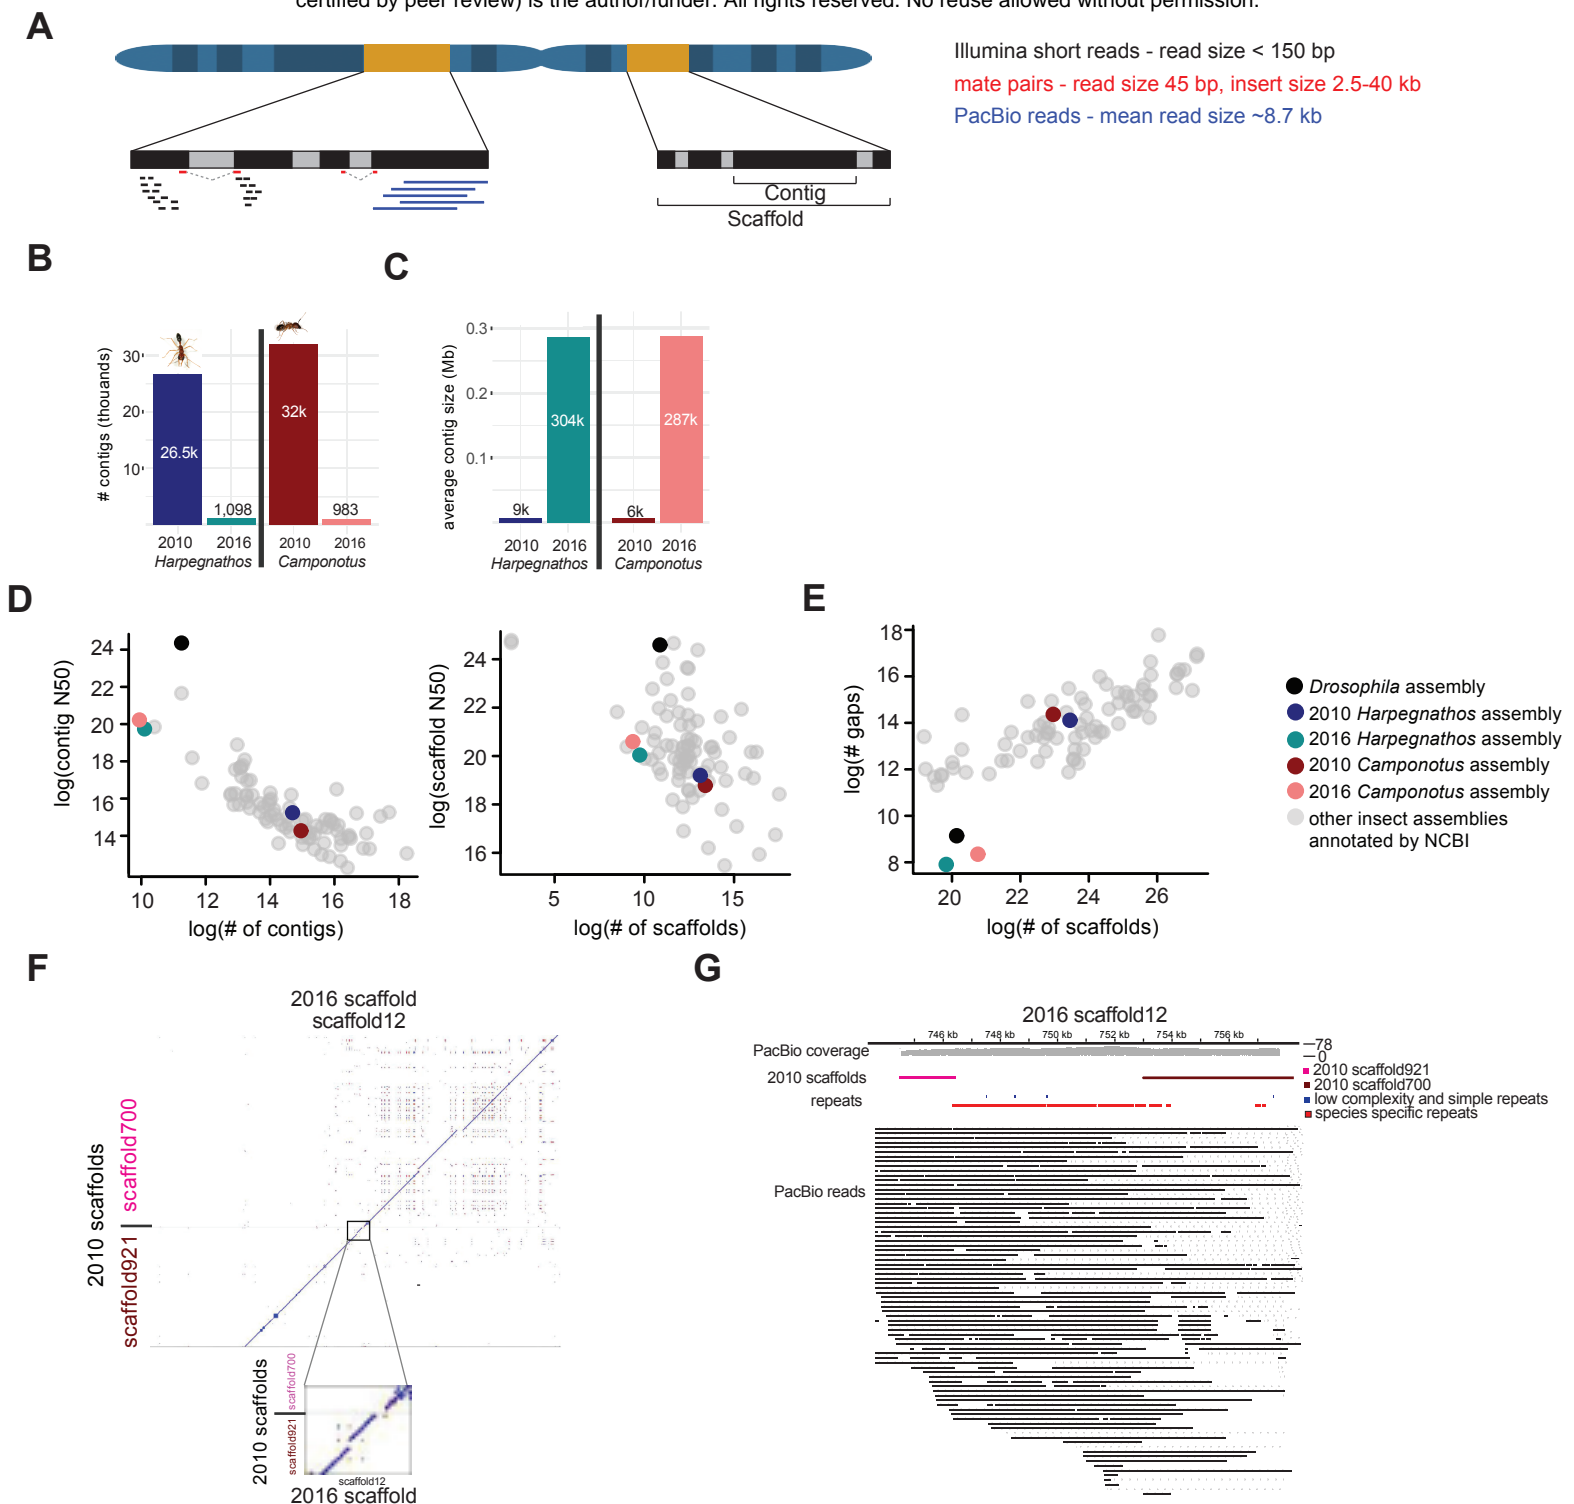 certified by peer review) is the author/funder. All rights reserved. No reuse allowed without permission.
A
Illumina short reads - read size < 150 bp
mate pairs - read size 45 bp, insert size 2.5-40 kb
PacBio reads - mean read size ~8.7 kb
Contig
Scaffold
B
# contigs (thouands)
30
20
10
26.5k
1,098
32k
983
2010
2016
2010
2016
Harpegnathos
Camponotus
C
average contig size (Mb)
0.3
0.2
0.1
9k
304k
6k
287k
2010
2016
2010
2016
Harpegnathos
Camponotus
D
log(contig N50)
24
22
20
18
16
14
10
12
14
16
18
log(# of contigs)
log(scaffold N50)
24
22
20
18
16
5
10
15
log(# of scaffolds)
E
log(# gaps)
18
16
14
12
10
8
20
22
24
26
log(# of scaffolds)
Drosophila assembly
2010 Harpegnathos assembly
2016 Harpegnathos assembly
2010 Camponotus assembly
2016 Camponotus assembly
other insect assemblies
annotated by NCBI
F
2016 scaffold
scaffold12
2010 scaffolds
scaffold700
scaffold921
2010 scaffolds
scaffold700
scaffold921
scaffold12
2016 scaffold
G
2016 scaffold12
746 kb
748 kb
750 kb
752 kb
754 kb
756 kb
PacBio coverage
78
0
2010 scaffolds
repeats
2010 scaffold921
2010 scaffold700
low complexity and simple repeats
species specific repeats
PacBio reads